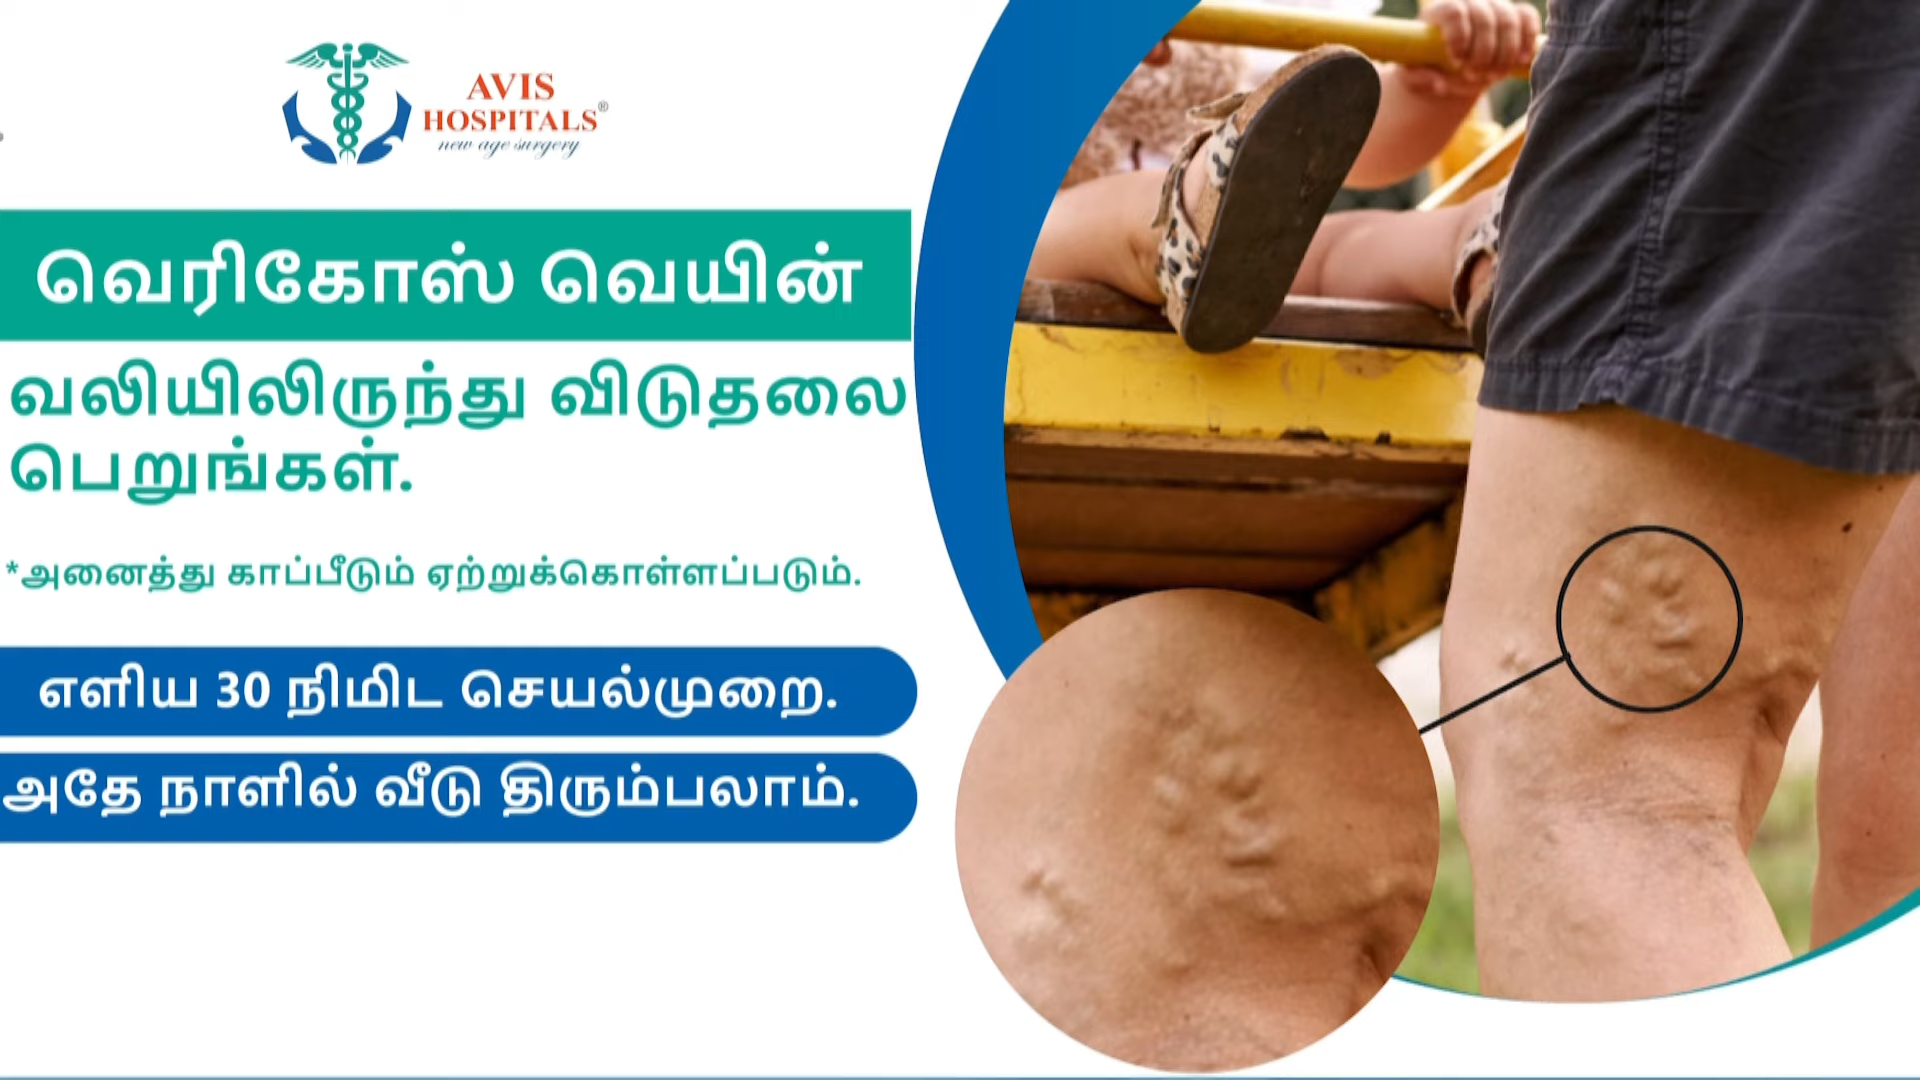 AVIS
HOSPITALS®
new age surgery
வெரிகோஸ் வெயின்
வலியிலிருந்து விடுதலை
பெறுங்கள்.
*அனைத்து காப்பீடும் ஏற்றுக்கொள்ளப்படும்.
எளிய 30 நிமிட செயல்முறை.
அதே நாளில் வீடு திரும்பலாம்.